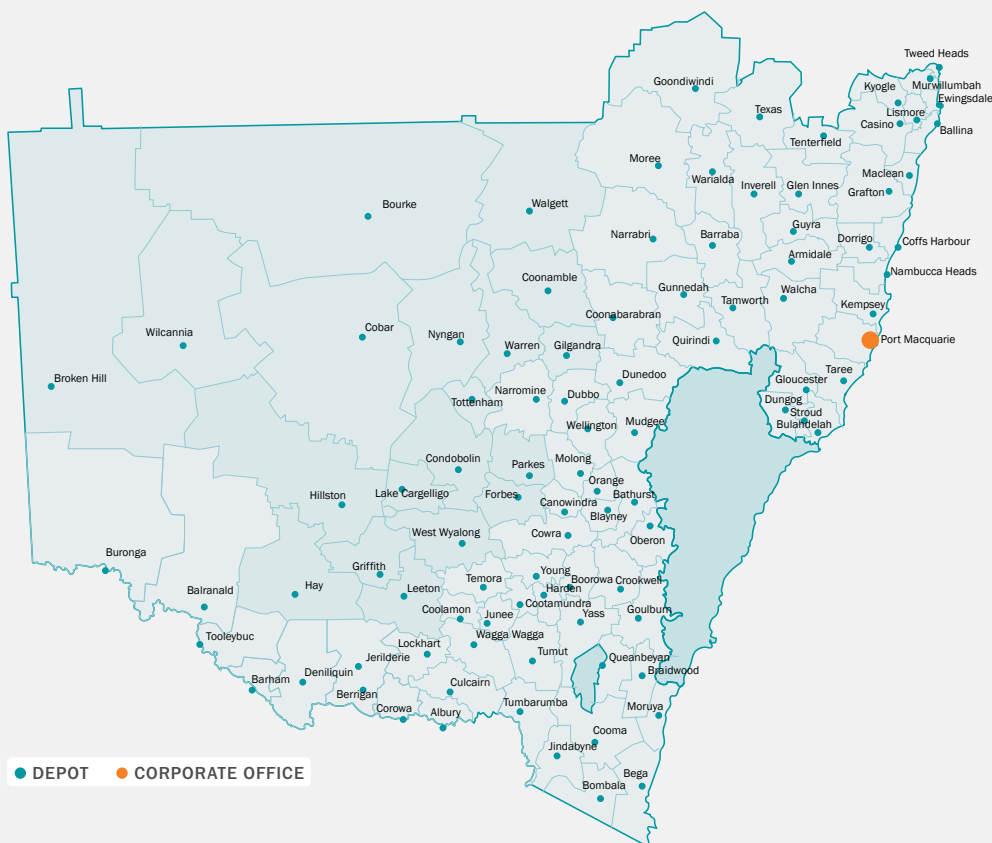 Tweed Heads
Goondiwindi
Kyogle
Murwillumbah
Ewingsdale
Texas
Lismore
Casino
Ballina
Tenterfield
Moree
Warialda
Inverell
Glen Innes
Maclean
Grafton
Bourke
Walgett
Guyra
Narrabri
Barraba
Dorrigo
Coffs Harbour
Armidale
Nambucca Heads
Coonamble
Gunnedah
Walcha
Tamworth
Kempsey
Coonabarabran
Wilcannia
Cobar
Nyngan
Warren
Gilgandra
Quirindi
Port Macquarie
Broken Hill
Dunedoo
Taree
Gloucester
Narromine
Dubbo
Tottenham
Dungog
Stroud
Wellington
Mudgee
Bulahdelah
Condobolin
Parkes
Molong
Orange
Hillston
Lake Cargelligo
Forbes
Canowindra
Bathurst
Blayney
West Wyalong
Cowra
Oberon
Buronga
Griffith
Young
Temora
Boorowa
Crookwell
Balranald
Hay
Leeton
Harden
Cootamundra
Coolamon
Junee
Yass
Goulburn
Tooleybuc
Wagga Wagga
Lockhart
Tumut
Jerilderie
Queanbeyan
Braidwood
Deniliquin
Barham
Culcairn
Berrigan
Tumbarumba
Corowa
Albury
Moruya
Cooma
Jindabyne
Bega
Bombala
DEPOT
CORPORATE OFFICE